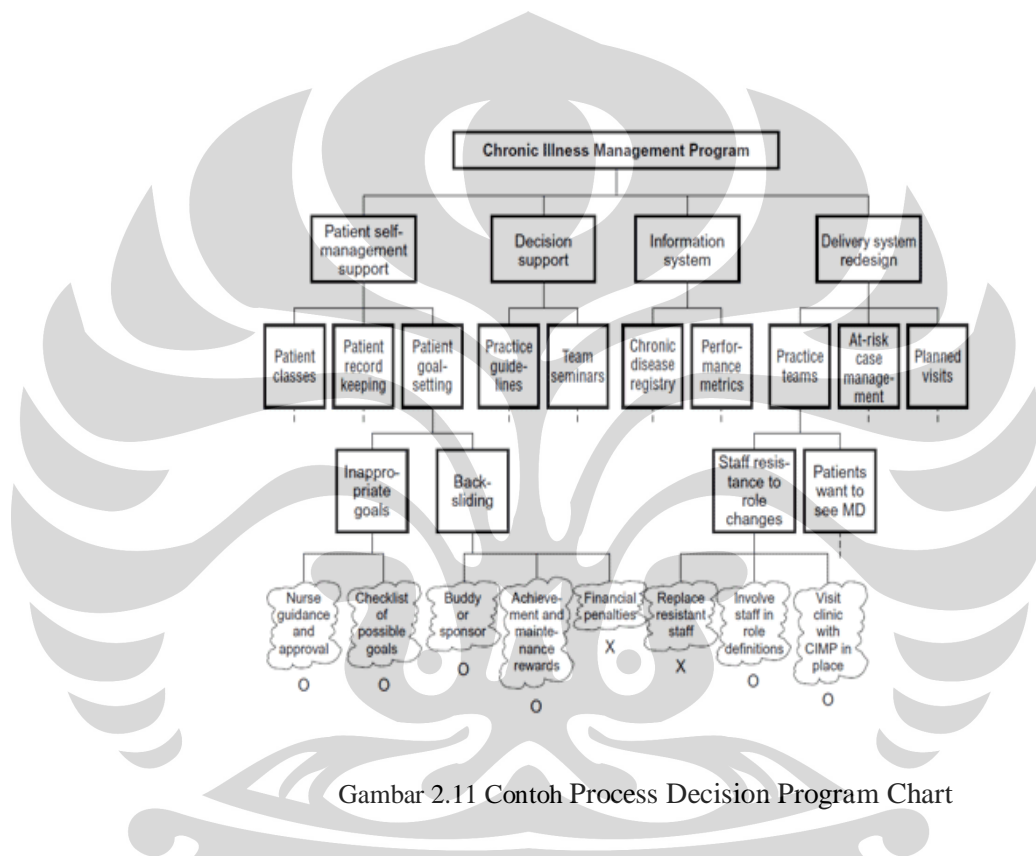 Chronic Illness Management Program
Patient self-
management
support
Decision
support
Information
system
Delivery system
redesign
Patient
classes
Patient
record
keeping
Patient
goal-
setting
Practice
guide-
lines
Team
seminars
Chronic
disease
registry
Perfor-
mance
metrics
Practice
teams
At-risk
case
manage-
ment
Planned
visits
Inappro-
priate
goals
Back-
sliding
Staff resis-
tance to
role
changes
Patients
want to
see MD
Nurse
guidance
and
approval
O
Checklist
of
possible
goals
O
Buddy
or
sponsor
O
Achieve-
ment and
mainte-
nance
rewards
O
Financial
penalties
X
Replace
resistant
staff
X
Involve
staff in
role
definitions
O
Visit
clinic
with
CIMP in
place
O
Gambar 2.11 Contoh Process Decision Program Chart